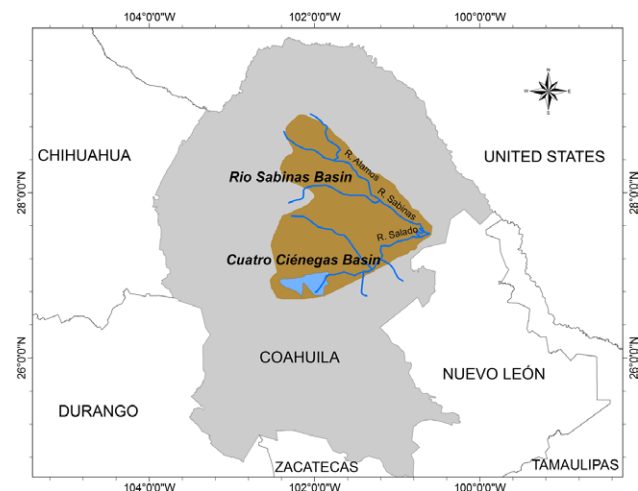 104°0'0"W
102°0'0"W
100°0'0"W
N
W
E
S
CHIHUAHUA
UNITED STATES
R. Alamos
Rio Sabinas Basin
R. Sabinas
28°0'0"N
28°0'0"N
R. Salado
Cuatro Ciénegas Basin
26°0'0"N
26°0'0"N
COAHUILA
NUEVO LEÓN
DURANGO
ZACATECAS
TAMAULIPAS
104°0'0"W
102°0'0"W
100°0'0"W